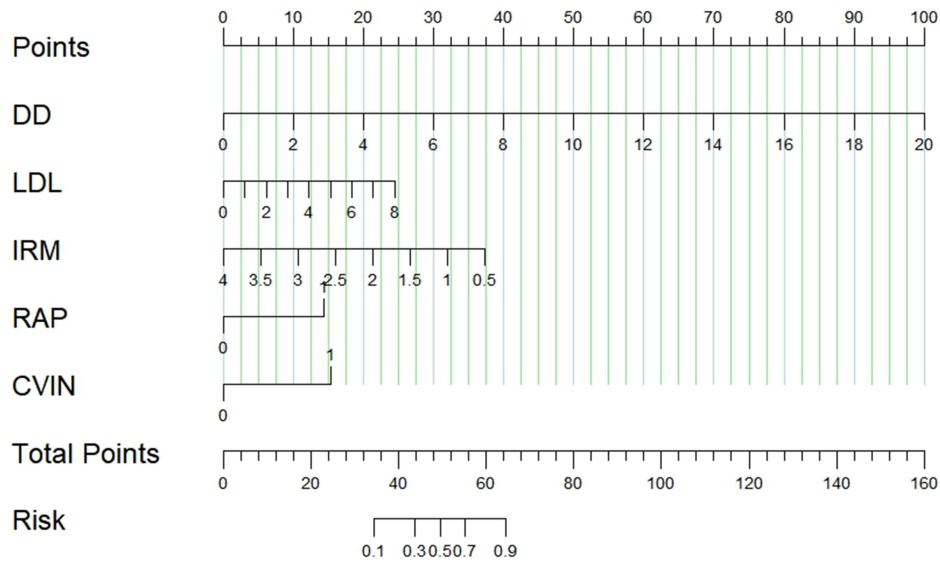 0 10 20 30 40 50 60 70 80 90 100
Points
DD
0 2 4 6 8 10 12 14 16 18 20
LDL
0 2 4 6 8
IRM
4 3.5 3 2.5 2 1.5 1 0.5
1
RAP
0
1
CVIN
0
Total Points
0 20 40 60 80 100 120 140 160
Risk
0.1 0.3 0.5 0.7 0.9